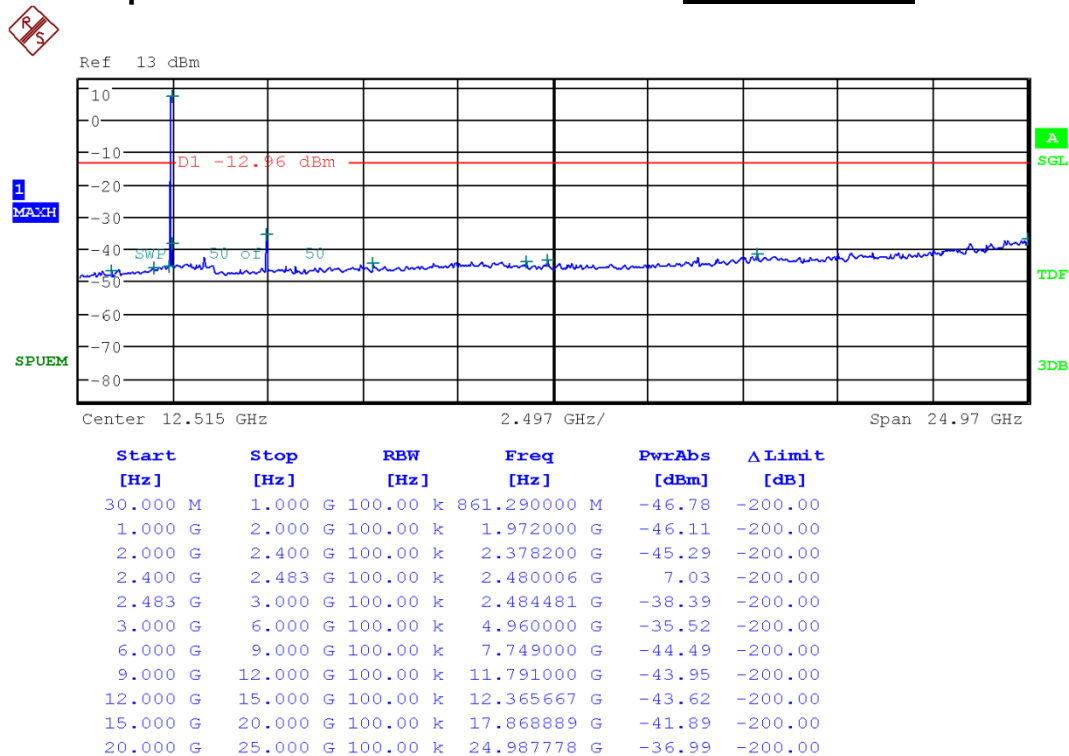 R S
Ref 13 dBm
10
0
-10
D1 -12.96 dBm
A
SGL
-20
1
MAXH
-30
-40
SWP 50 of 50
-50
TDF
-60
-70
SPUEM
3DB
-80
Center 12.515 GHz 2.497 GHz/ Span 24.97 GHz
Start Stop RBW Freq PwrAbs Δ Limit
[Hz] [Hz] [Hz] [Hz] [dBm] [dB]
30.000 M 1.000 G 100.00 k 861.290000 M -46.78 -200.00
1.000 G 2.000 G 100.00 k 1.972000 G -46.11 -200.00
2.000 G 2.400 G 100.00 k 2.378200 G -45.29 -200.00
2.400 G 2.483 G 100.00 k 2.480006 G 7.03 -200.00
2.483 G 3.000 G 100.00 k 2.484481 G -38.39 -200.00
3.000 G 6.000 G 100.00 k 4.960000 G -35.52 -200.00
6.000 G 9.000 G 100.00 k 7.749000 G -44.49 -200.00
9.000 G 12.000 G 100.00 k 11.791000 G -43.95 -200.00
12.000 G 15.000 G 100.00 k 12.365667 G -43.62 -200.00
15.000 G 20.000 G 100.00 k 17.868889 G -41.89 -200.00
20.000 G 25.000 G 100.00 k 24.987778 G -36.99 -200.00